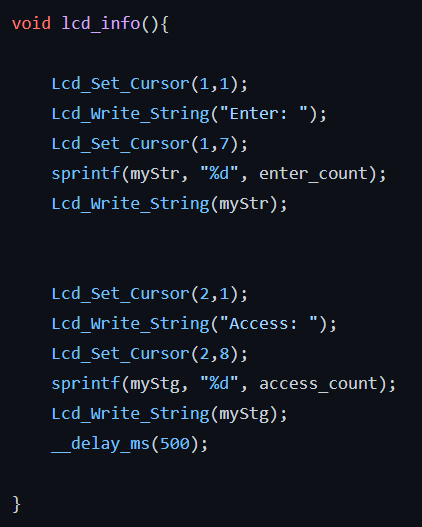 void lcd_info(){
Lcd_Set_Cursor(1,1);
Lcd_Write_String("Enter: ");
Lcd_Set_Cursor(1,7);
sprintf(myStr, "%d", enter_count);
Lcd_Write_String(myStr);
Lcd_Set_Cursor(2,1);
Lcd_Write_String("Access: ");
Lcd_Set_Cursor(2,8);
sprintf(myStg, "%d", access_count);
Lcd_Write_String(myStg);
__delay_ms(500);
}